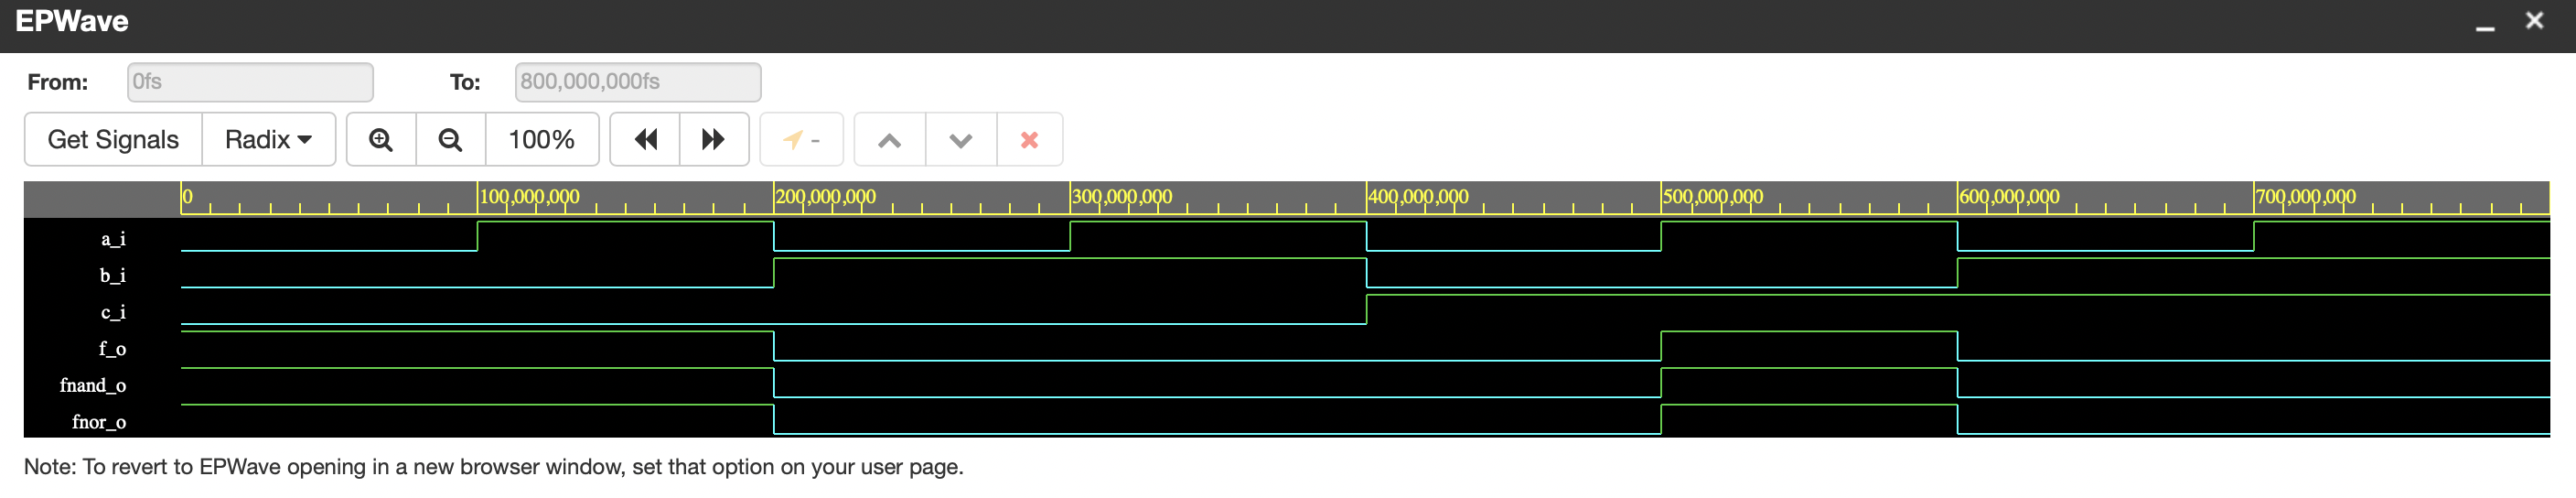 EPWave
From: 0fs To: 800,000,000fs
Get Signals Radix 100% -
0 100,000,000 200,000,000 300,000,000 400,000,000 500,000,000 600,000,000 700,000,000
a_i
b_i
c_i
f_o
fnand_o
fnor_o
Note: To revert to EPWave opening in a new browser window, set that option on your user page.